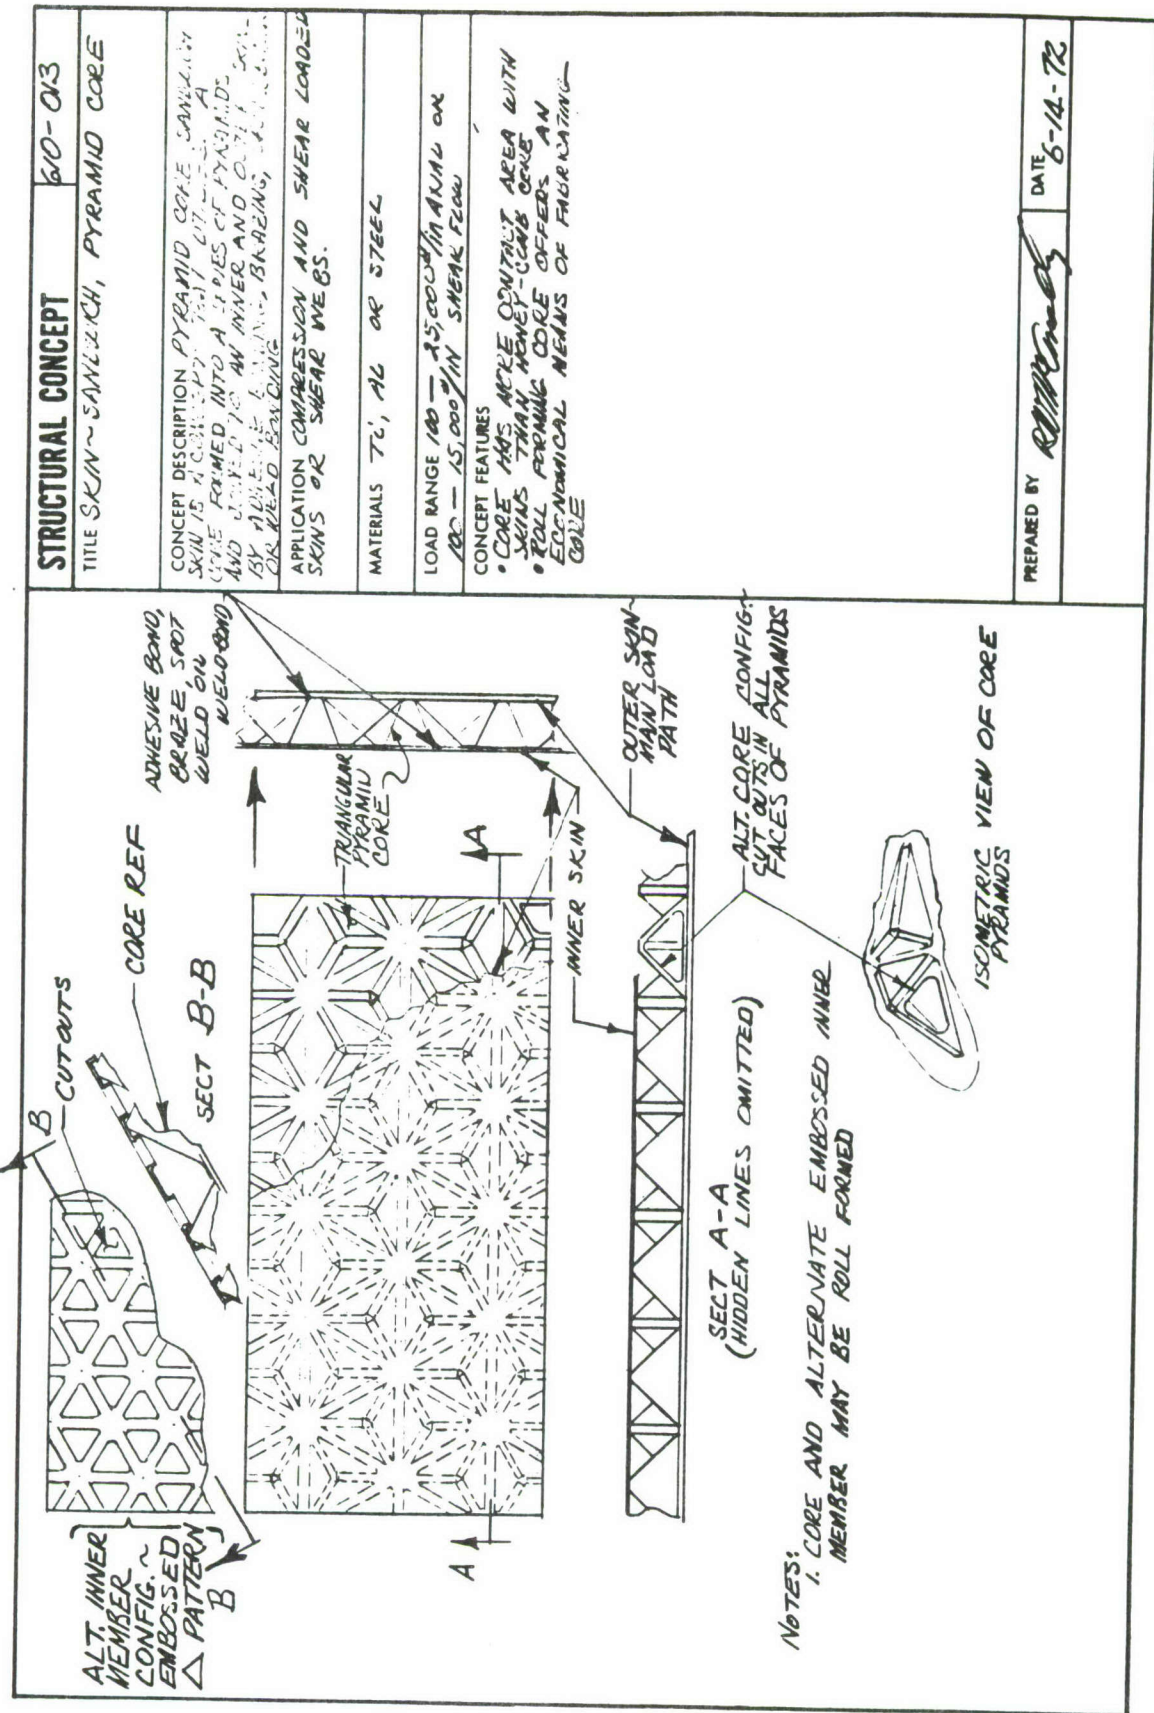 STRUCTURAL CONCEPT
610-013
TITLE SKIN~SANDWICH, PYRAMID CORE
CONCEPT DESCRIPTION PYRAMID CORE SANDWICH
SKIN IS A CONCEPT THAT A
CORE FORMED INTO A SERIES OF PYRAMIDS
AND JOINED TO AN INNER AND OUTER SKIN
BY ADHESIVE BONDING, BRAZING,
OR WELD BONDING
APPLICATION COMPRESSION AND SHEAR LOADED
SKINS OR SHEAR WEBS.
MATERIALS Ti, AL OR STEEL
LOAD RANGE 100 — 25,000#/IN AXIAL OR
100 — 15,000#/IN SHEAR FLOW
CONCEPT FEATURES
• CORE HAS MORE CONTACT AREA WITH
SKINS THAN HONEY-COMB CORE
• ROLL FORMING CORE OFFERS AN
ECONOMICAL MEANS OF FABRICATING
CORE
PREPARED BY
DATE 6-14-72
ALT. INNER
MEMBER
CONFIG. ~
EMBOSSED
△ PATTERN
B
B
CUTOUTS
CORE REF
SECT B-B
ADHESIVE BOND,
BRAZE, SPOT
WELD OR
WELDBOND
TRIANGULAR
PYRAMID
CORE
A
A
INNER SKIN
OUTER SKIN~
MAIN LOAD
PATH
SECT A-A
(HIDDEN LINES OMITTED)
ALT. CORE CONFIG.~
CUT OUTS IN ALL
FACES OF PYRAMIDS
ISOMETRIC VIEW OF CORE
PYRAMIDS
NOTES:
1. CORE AND ALTERNATE EMBOSSED INNER
MEMBER MAY BE ROLL FORMED